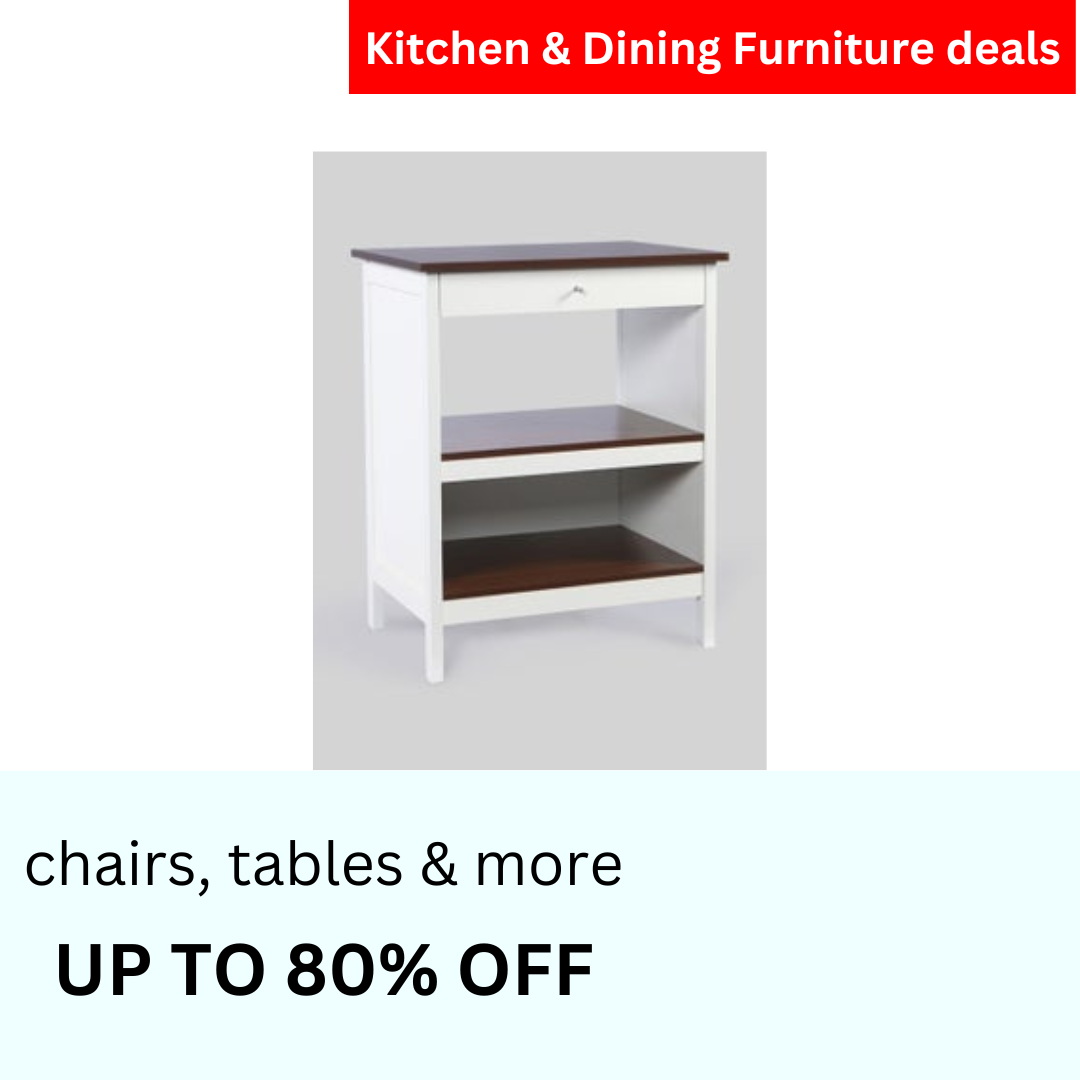 Kitchen & Dining Furniture deals
chairs, tables & more
UP TO 80% OFF